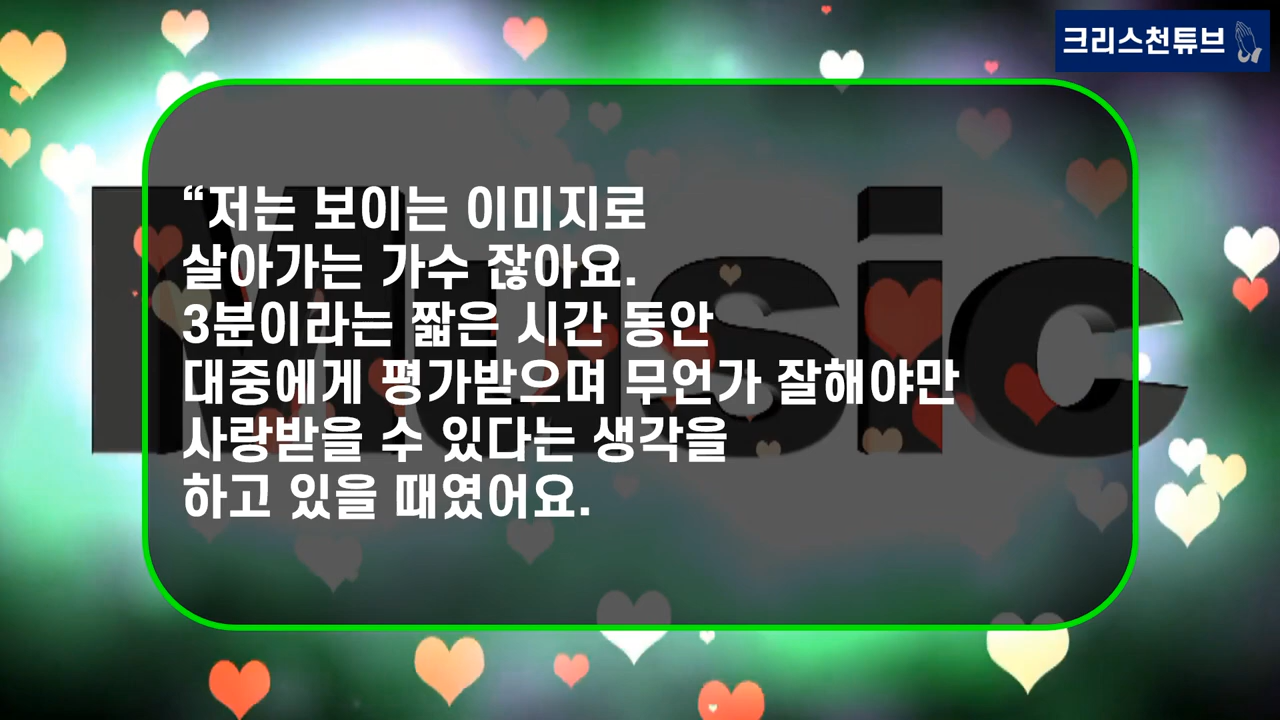 크리스천튜브
Music
“저는 보이는 이미지로
살아가는 가수 잖아요.
3분이라는 짧은 시간 동안
대중에게 평가받으며 무언가 잘해야만
사랑받을 수 있다는 생각을
하고 있을 때였어요.